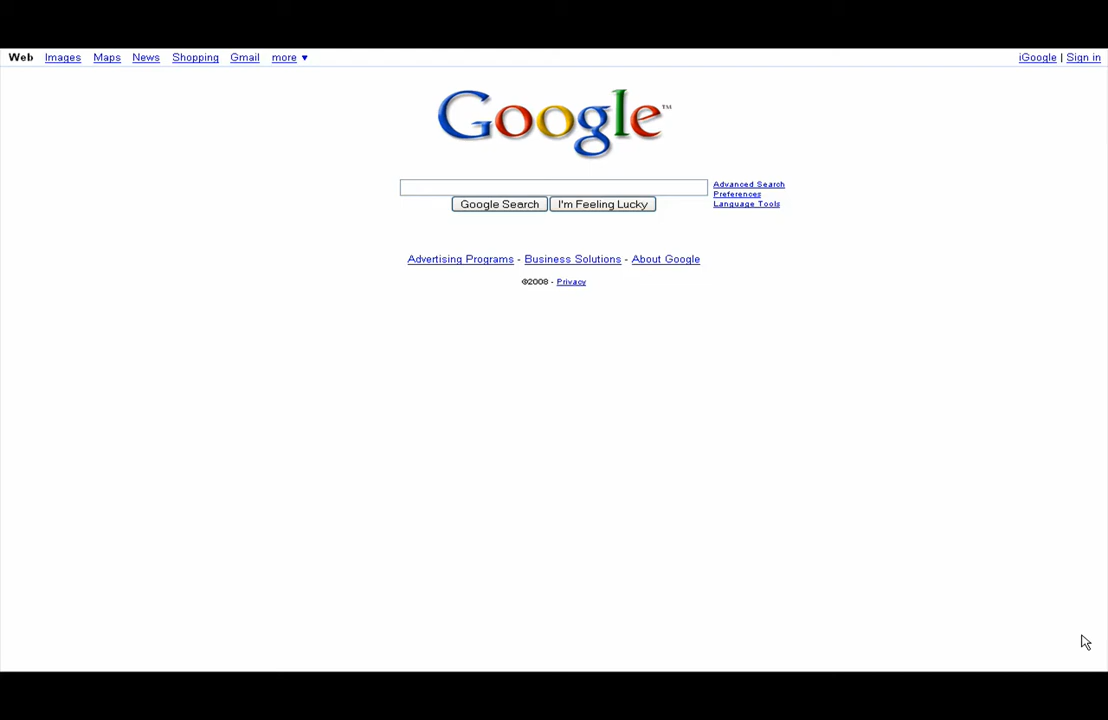 Web Images Maps News Shopping Gmail more ▼ iGoogle | Sign in
Google™
Advanced Search
Preferences
Language Tools
Google Search I'm Feeling Lucky
Advertising Programs - Business Solutions - About Google
©2008 - Privacy